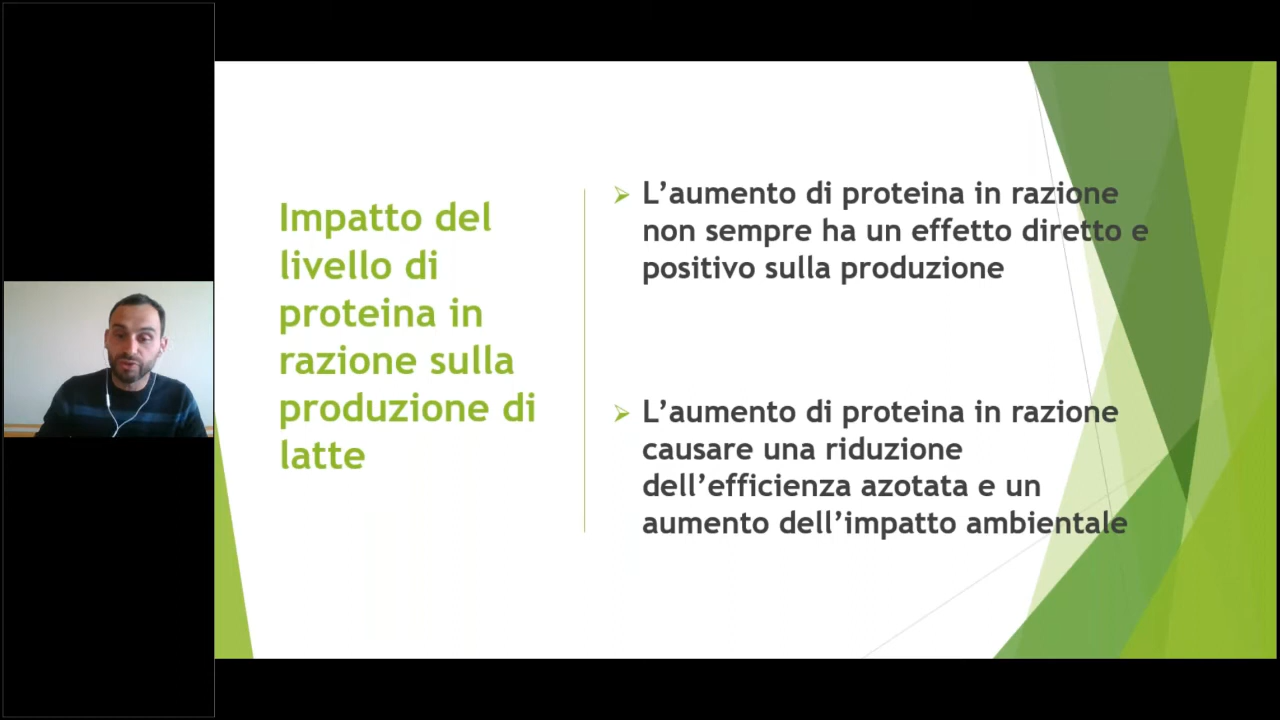 Impatto del
livello di
proteina in
razione sulla
produzione di
latte
L’aumento di proteina in razione
non sempre ha un effetto diretto e
positivo sulla produzione
L’aumento di proteina in razione
causare una riduzione
dell’efficienza azotata e un
aumento dell’impatto ambientale